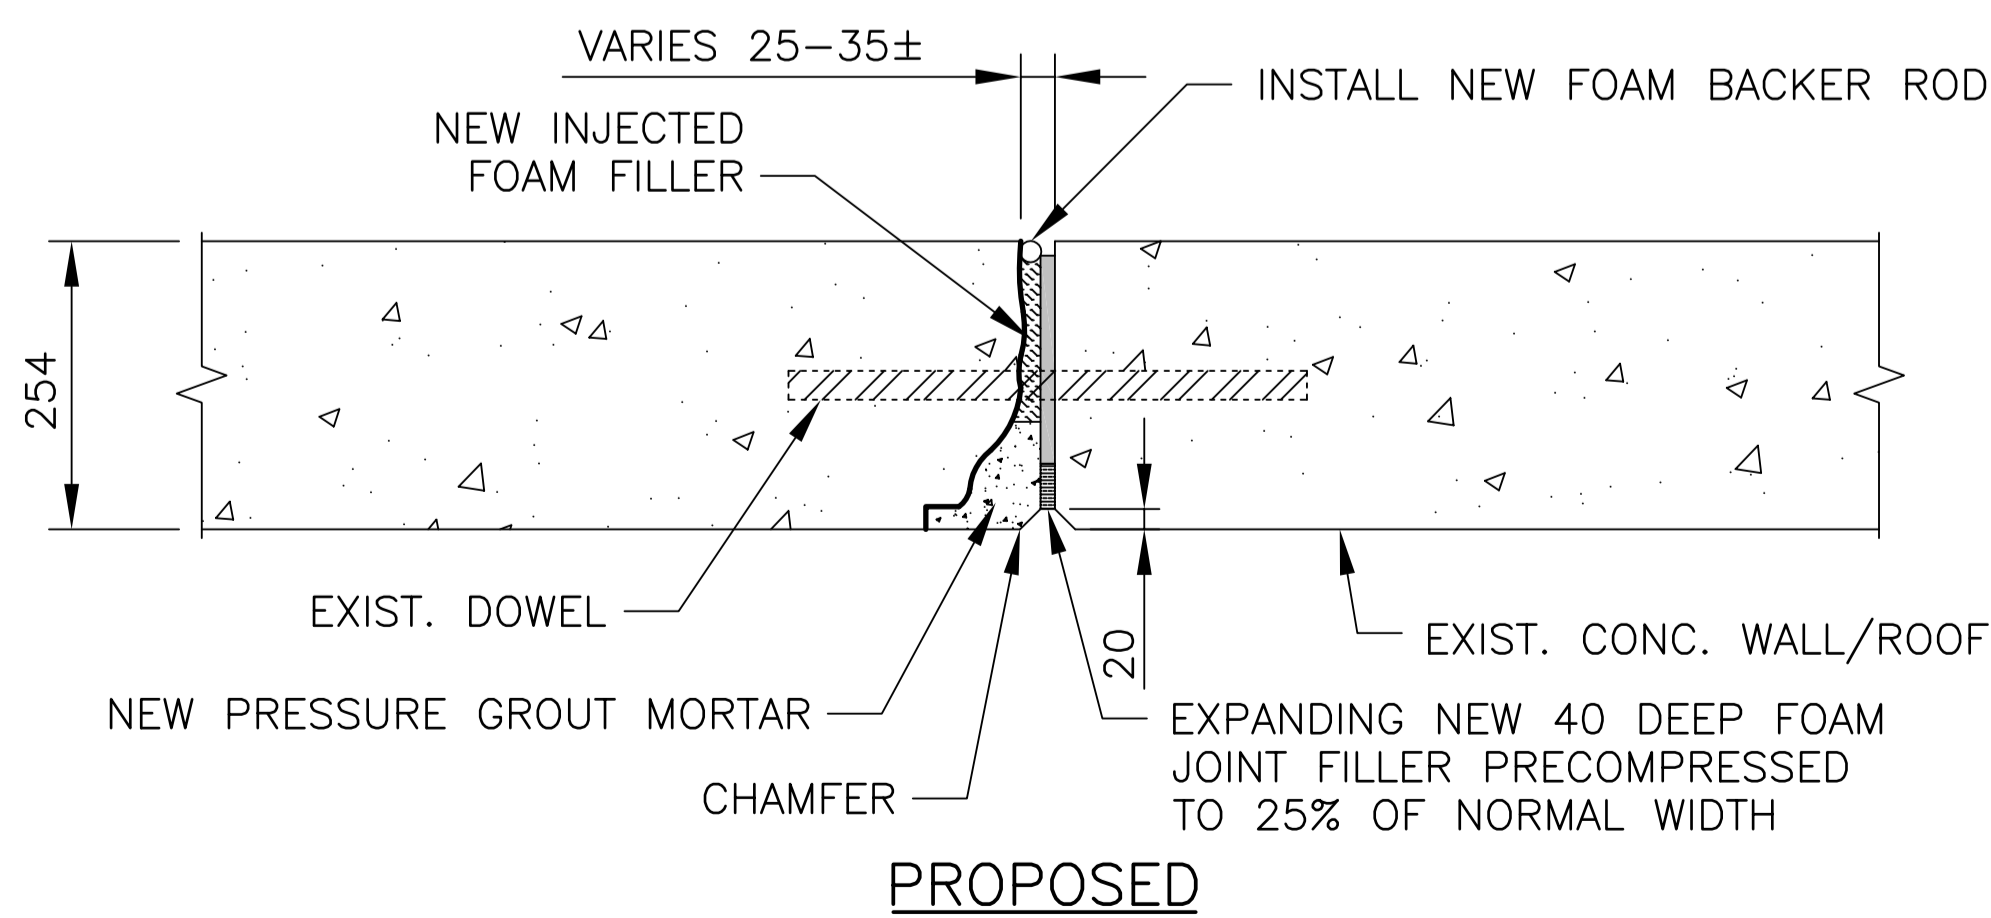 VARIES 25-35±
INSTALL NEW FOAM BACKER ROD
NEW INJECTED
FOAM FILLER
254
EXIST. DOWEL
20
EXIST. CONC. WALL/ROOF
NEW PRESSURE GROUT MORTAR
EXPANDING NEW 40 DEEP FOAM
JOINT FILLER PRECOMPRESSED
TO 25% OF NORMAL WIDTH
CHAMFER
PROPOSED